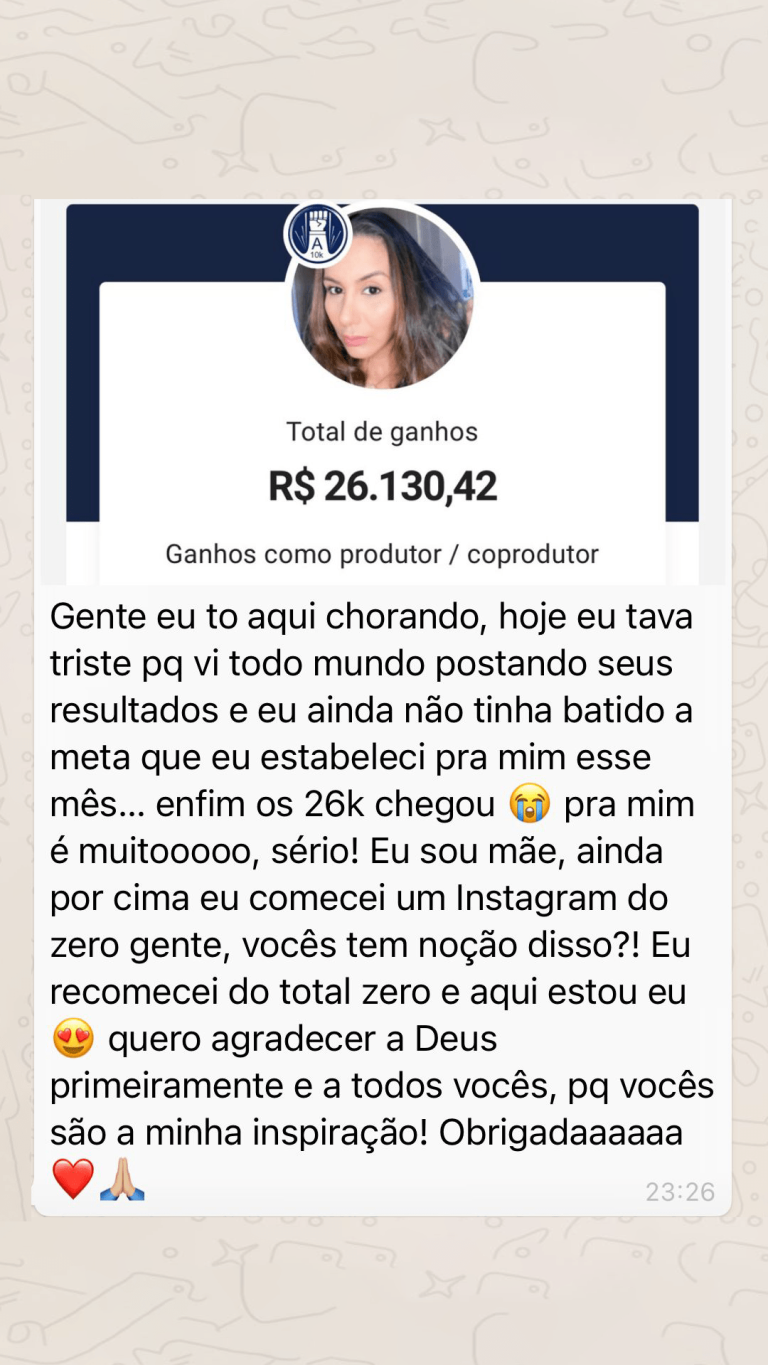 A
10k
Total de ganhos
R$ 26.130,42
Ganhos como produtor / coprodutor
Gente eu to aqui chorando, hoje eu tava
triste pq vi todo mundo postando seus
resultados e eu ainda não tinha batido a
meta que eu estabeleci pra mim esse
mês... enfim os 26k chegou 😭 pra mim
é muitooooo, sério! Eu sou mãe, ainda
por cima eu comecei um Instagram do
zero gente, vocês tem noção disso?! Eu
recomecei do total zero e aqui estou eu
😍 quero agradecer a Deus
primeiramente e a todos vocês, pq vocês
são a minha inspiração! Obrigadaaaaaa
❤️🙏🏼
23:26